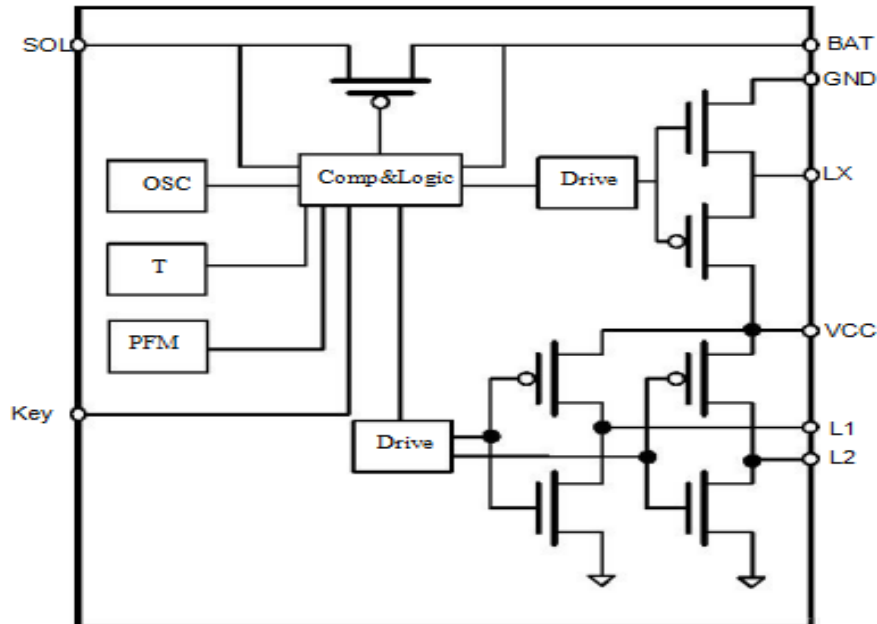 SOL
BAT
GND
OSC
Comp&Logic
Drive
LX
T
PFM
VCC
Key
Drive
L1
L2